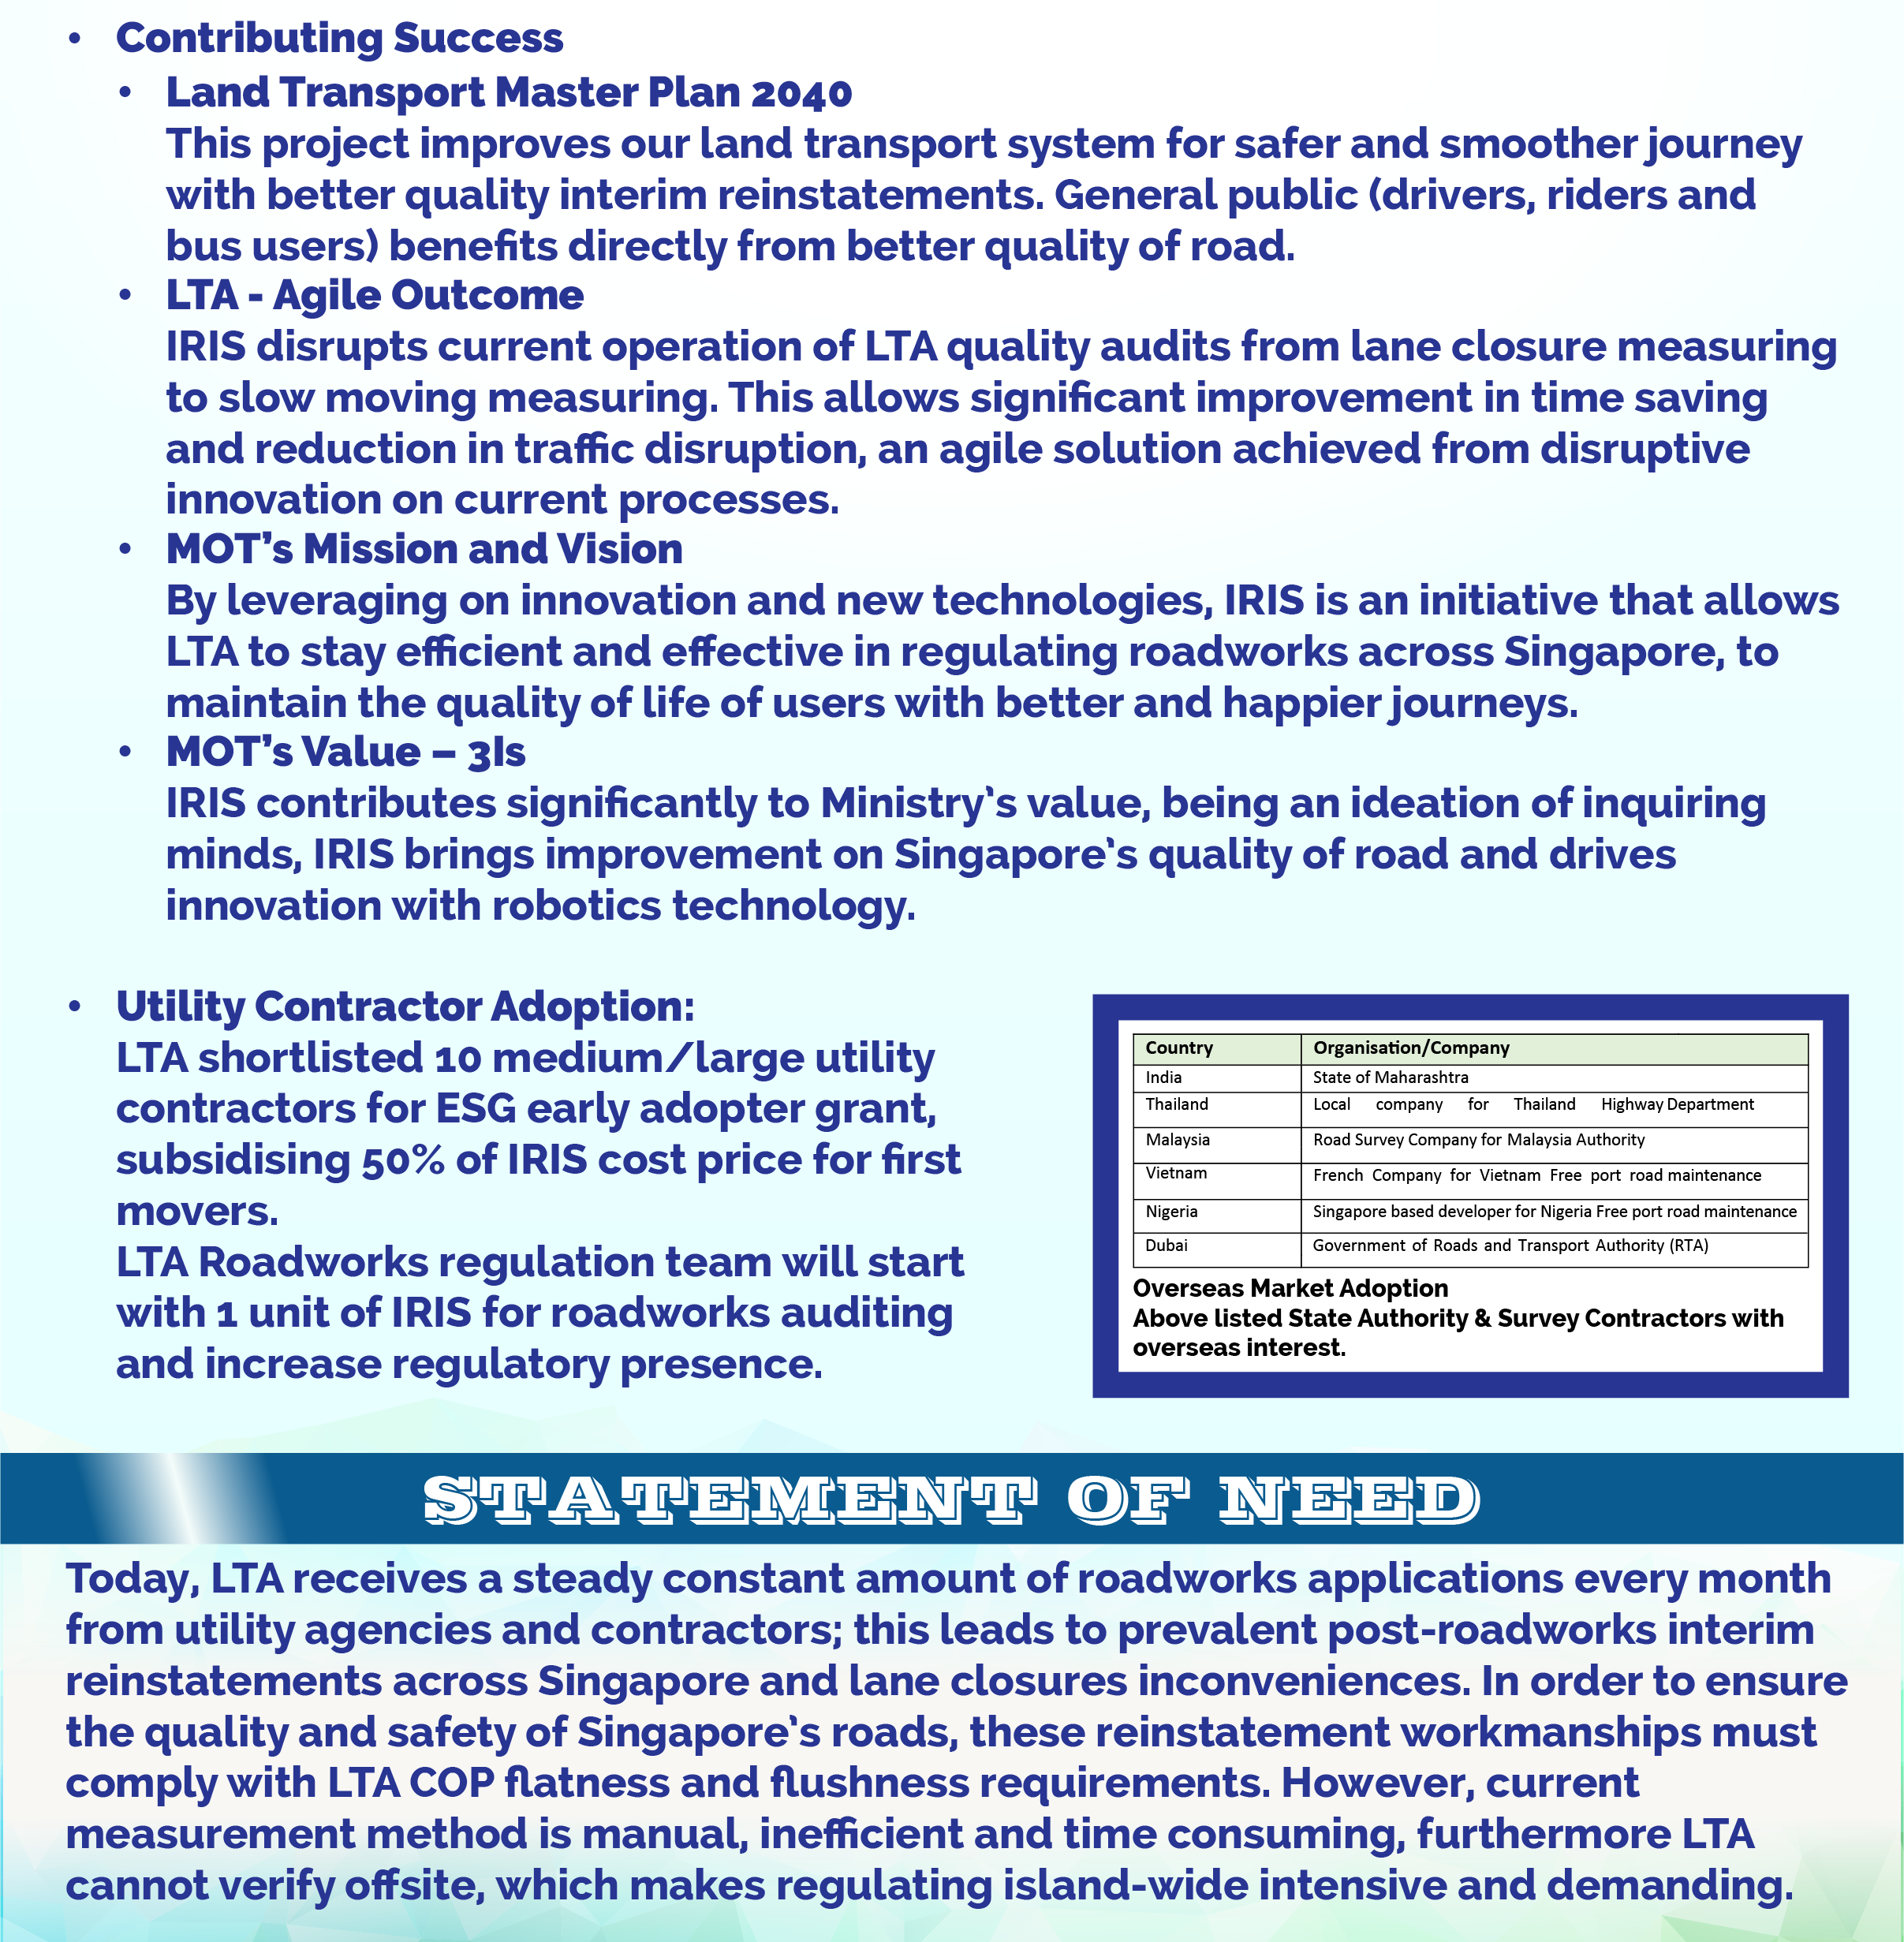 • Contributing Success
• Land Transport Master Plan 2040
This project improves our land transport system for safer and smoother journey
with better quality interim reinstatements. General public (drivers, riders and
bus users) benefits directly from better quality of road.
• LTA - Agile Outcome
IRIS disrupts current operation of LTA quality audits from lane closure measuring
to slow moving measuring. This allows significant improvement in time saving
and reduction in traffic disruption, an agile solution achieved from disruptive
innovation on current processes.
• MOT’s Mission and Vision
By leveraging on innovation and new technologies, IRIS is an initiative that allows
LTA to stay efficient and effective in regulating roadworks across Singapore, to
maintain the quality of life of users with better and happier journeys.
• MOT’s Value – 3Is
IRIS contributes significantly to Ministry’s value, being an ideation of inquiring
minds, IRIS brings improvement on Singapore’s quality of road and drives
innovation with robotics technology.
• Utility Contractor Adoption:
LTA shortlisted 10 medium/large utility
contractors for ESG early adopter grant,
subsidising 50% of IRIS cost price for first
movers.
LTA Roadworks regulation team will start
with 1 unit of IRIS for roadworks auditing
and increase regulatory presence.
Country Organisation/Company
India State of Maharashtra
Thailand Local company for Thailand Highway Department
Malaysia Road Survey Company for Malaysia Authority
Vietnam French Company for Vietnam Free port road maintenance
Nigeria Singapore based developer for Nigeria Free port road maintenance
Dubai Government of Roads and Transport Authority (RTA)
Overseas Market Adoption
Above listed State Authority & Survey Contractors with
overseas interest.
STATEMENT OF NEED
Today, LTA receives a steady constant amount of roadworks applications every month
from utility agencies and contractors; this leads to prevalent post-roadworks interim
reinstatements across Singapore and lane closures inconveniences. In order to ensure
the quality and safety of Singapore’s roads, these reinstatement workmanships must
comply with LTA COP flatness and flushness requirements. However, current
measurement method is manual, inefficient and time consuming, furthermore LTA
cannot verify offsite, which makes regulating island-wide intensive and demanding.